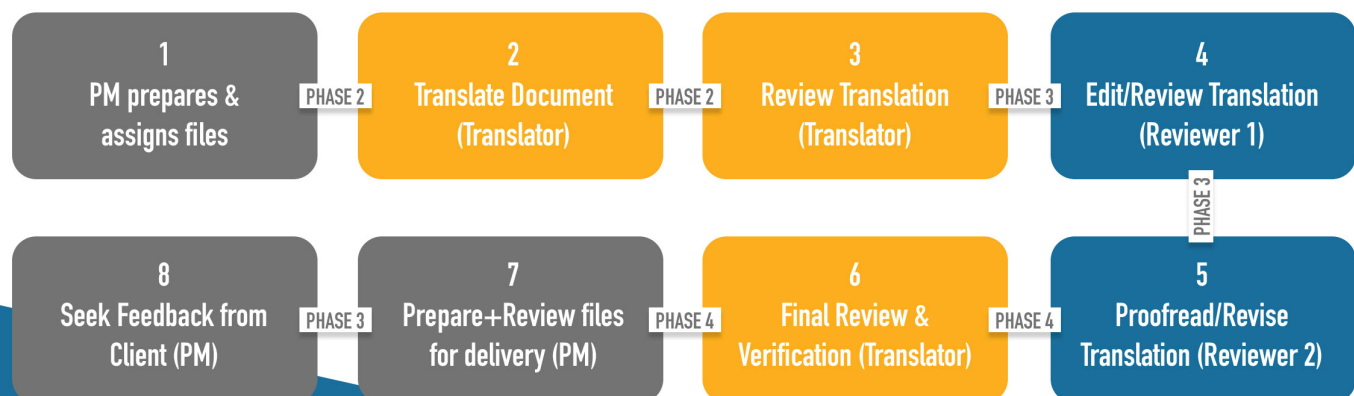 1
PM prepares &
assigns files
PHASE 2
2
Translate Document
(Translator)
PHASE 2
3
Review Translation
(Translator)
PHASE 3
4
Edit/Review Translation
(Reviewer 1)
PHASE 3
8
Seek Feedback from
Client (PM)
PHASE 3
7
Prepare+Review files
for delivery (PM)
PHASE 4
6
Final Review &
Verification (Translator)
PHASE 4
5
Proofread/Revise
Translation (Reviewer 2)